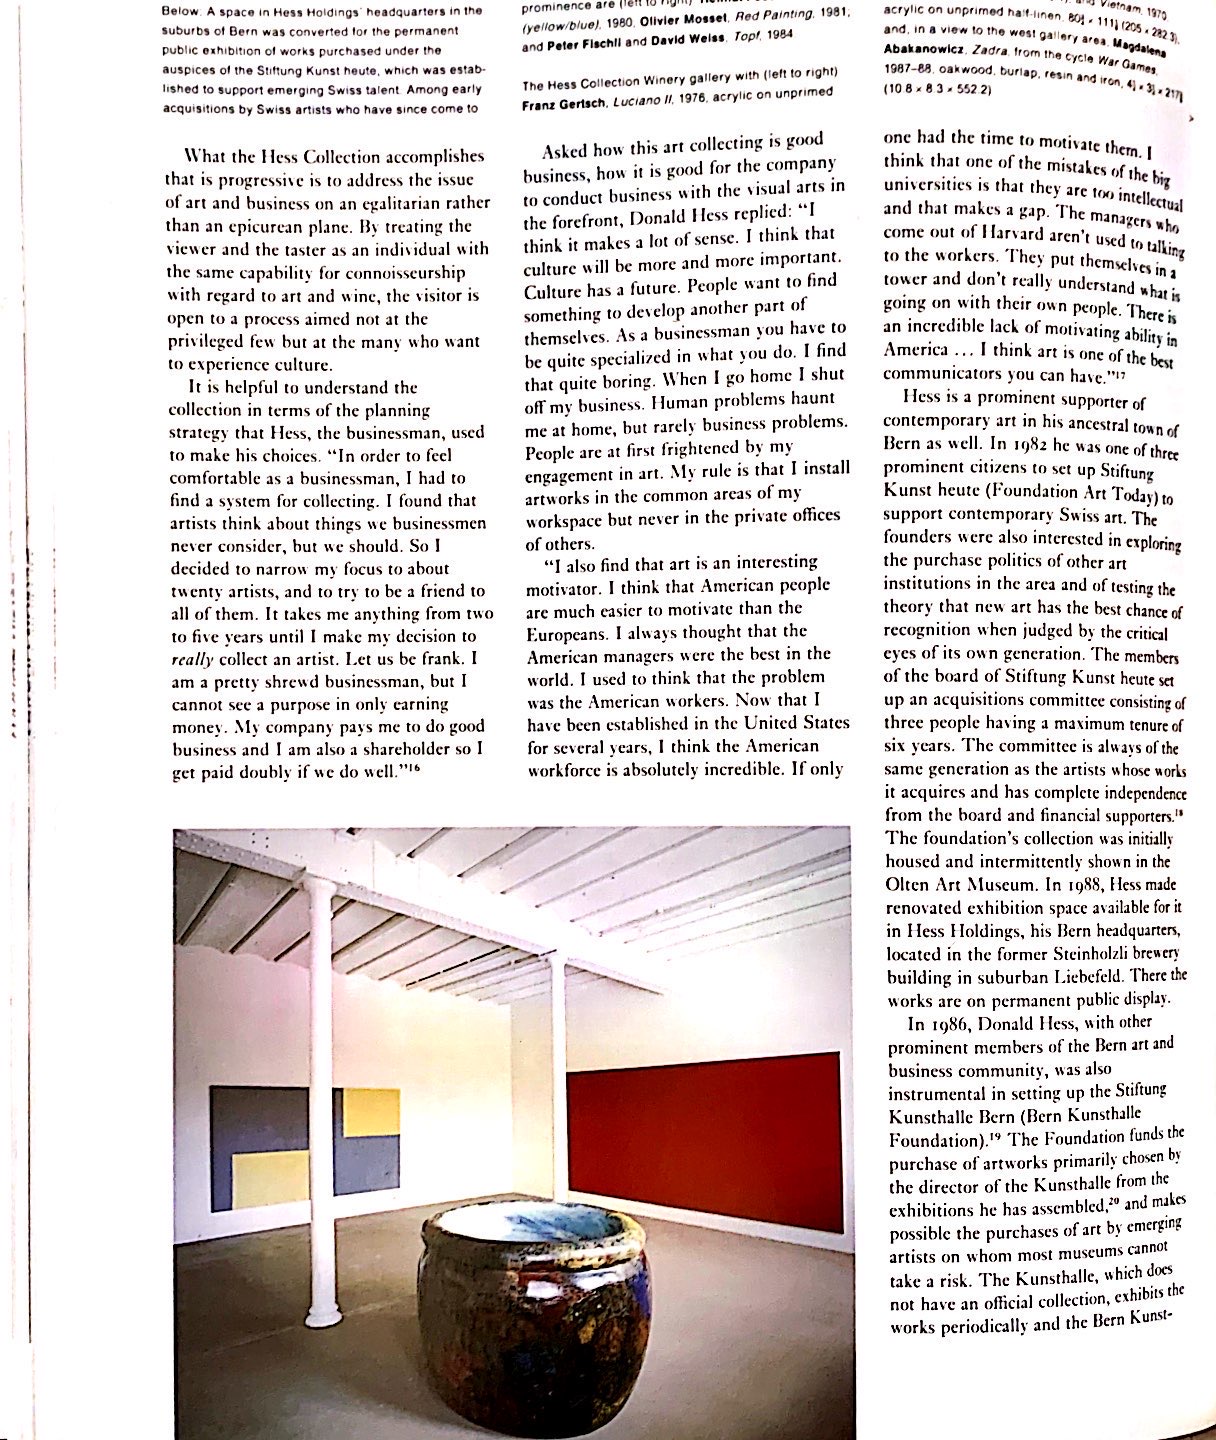 Below. A space in Hess Holdings' headquarters in the
suburbs of Bern was converted for the permanent
public exhibition of works purchased under the
auspices of the Stiftung Kunst heute, which was estab-
lished to support emerging Swiss talent. Among early
acquisitions by Swiss artists who have since come to
prominence are (left to right)
(yellow/blue), 1980, Olivier Mosset, Red Painting, 1981,
and Peter Fischli and David Weiss, Topf, 1984
The Hess Collection Winery gallery with (left to right)
Franz Gertsch, Luciano II, 1976, acrylic on unprimed
Vietnam, 1970
acrylic on unprimed half-linen, 80¾ × 111¼ (205 × 282.3),
and, in a view to the west gallery area, Magdalena
Abakanowicz, Zadra, from the cycle War Games,
1987–88, oakwood, burlap, resin and iron,
(10.8 × 8.3 × 552.2)
What the Hess Collection accomplishes
that is progressive is to address the issue
of art and business on an egalitarian rather
than an epicurean plane. By treating the
viewer and the taster as an individual with
the same capability for connoisseurship
with regard to art and wine, the visitor is
open to a process aimed not at the
privileged few but at the many who want
to experience culture.
It is helpful to understand the
collection in terms of the planning
strategy that Hess, the businessman, used
to make his choices. “In order to feel
comfortable as a businessman, I had to
find a system for collecting. I found that
artists think about things we businessmen
never consider, but we should. So I
decided to narrow my focus to about
twenty artists, and to try to be a friend to
all of them. It takes me anything from two
to five years until I make my decision to
really collect an artist. Let us be frank. I
am a pretty shrewd businessman, but I
cannot see a purpose in only earning
money. My company pays me to do good
business and I am also a shareholder so I
get paid doubly if we do well.”¹⁶
Asked how this art collecting is good
business, how it is good for the company
to conduct business with the visual arts in
the forefront, Donald Hess replied: “I
think it makes a lot of sense. I think that
culture will be more and more important.
Culture has a future. People want to find
something to develop another part of
themselves. As a businessman you have to
be quite specialized in what you do. I find
that quite boring. When I go home I shut
off my business. Human problems haunt
me at home, but rarely business problems.
People are at first frightened by my
engagement in art. My rule is that I install
artworks in the common areas of my
workspace but never in the private offices
of others.
“I also find that art is an interesting
motivator. I think that American people
are much easier to motivate than the
Europeans. I always thought that the
American managers were the best in the
world. I used to think that the problem
was the American workers. Now that I
have been established in the United States
for several years, I think the American
workforce is absolutely incredible. If only
one had the time to motivate them. I
think that one of the mistakes of the big
universities is that they are too intellectual
and that makes a gap. The managers who
come out of Harvard aren’t used to talking
to the workers. They put themselves in a
tower and don’t really understand what is
going on with their own people. There is
an incredible lack of motivating ability in
America ... I think art is one of the best
communicators you can have.”¹⁷
Hess is a prominent supporter of
contemporary art in his ancestral town of
Bern as well. In 1982 he was one of three
prominent citizens to set up Stiftung
Kunst heute (Foundation Art Today) to
support contemporary Swiss art. The
founders were also interested in exploring
the purchase politics of other art
institutions in the area and of testing the
theory that new art has the best chance of
recognition when judged by the critical
eyes of its own generation. The members
of the board of Stiftung Kunst heute set
up an acquisitions committee consisting of
three people having a maximum tenure of
six years. The committee is always of the
same generation as the artists whose works
it acquires and has complete independence
from the board and financial supporters.¹⁸
The foundation’s collection was initially
housed and intermittently shown in the
Olten Art Museum. In 1988, Hess made
renovated exhibition space available for it
in Hess Holdings, his Bern headquarters,
located in the former Steinholzli brewery
building in suburban Liebefeld. There the
works are on permanent public display.
In 1986, Donald Hess, with other
prominent members of the Bern art and
business community, was also
instrumental in setting up the Stiftung
Kunsthalle Bern (Bern Kunsthalle
Foundation).¹⁹ The Foundation funds the
purchase of artworks primarily chosen by
the director of the Kunsthalle from the
exhibitions he has assembled,²⁰ and makes
possible the purchases of art by emerging
artists on whom most museums cannot
take a risk. The Kunsthalle, which does
not have an official collection, exhibits the
works periodically and the Bern Kunst-